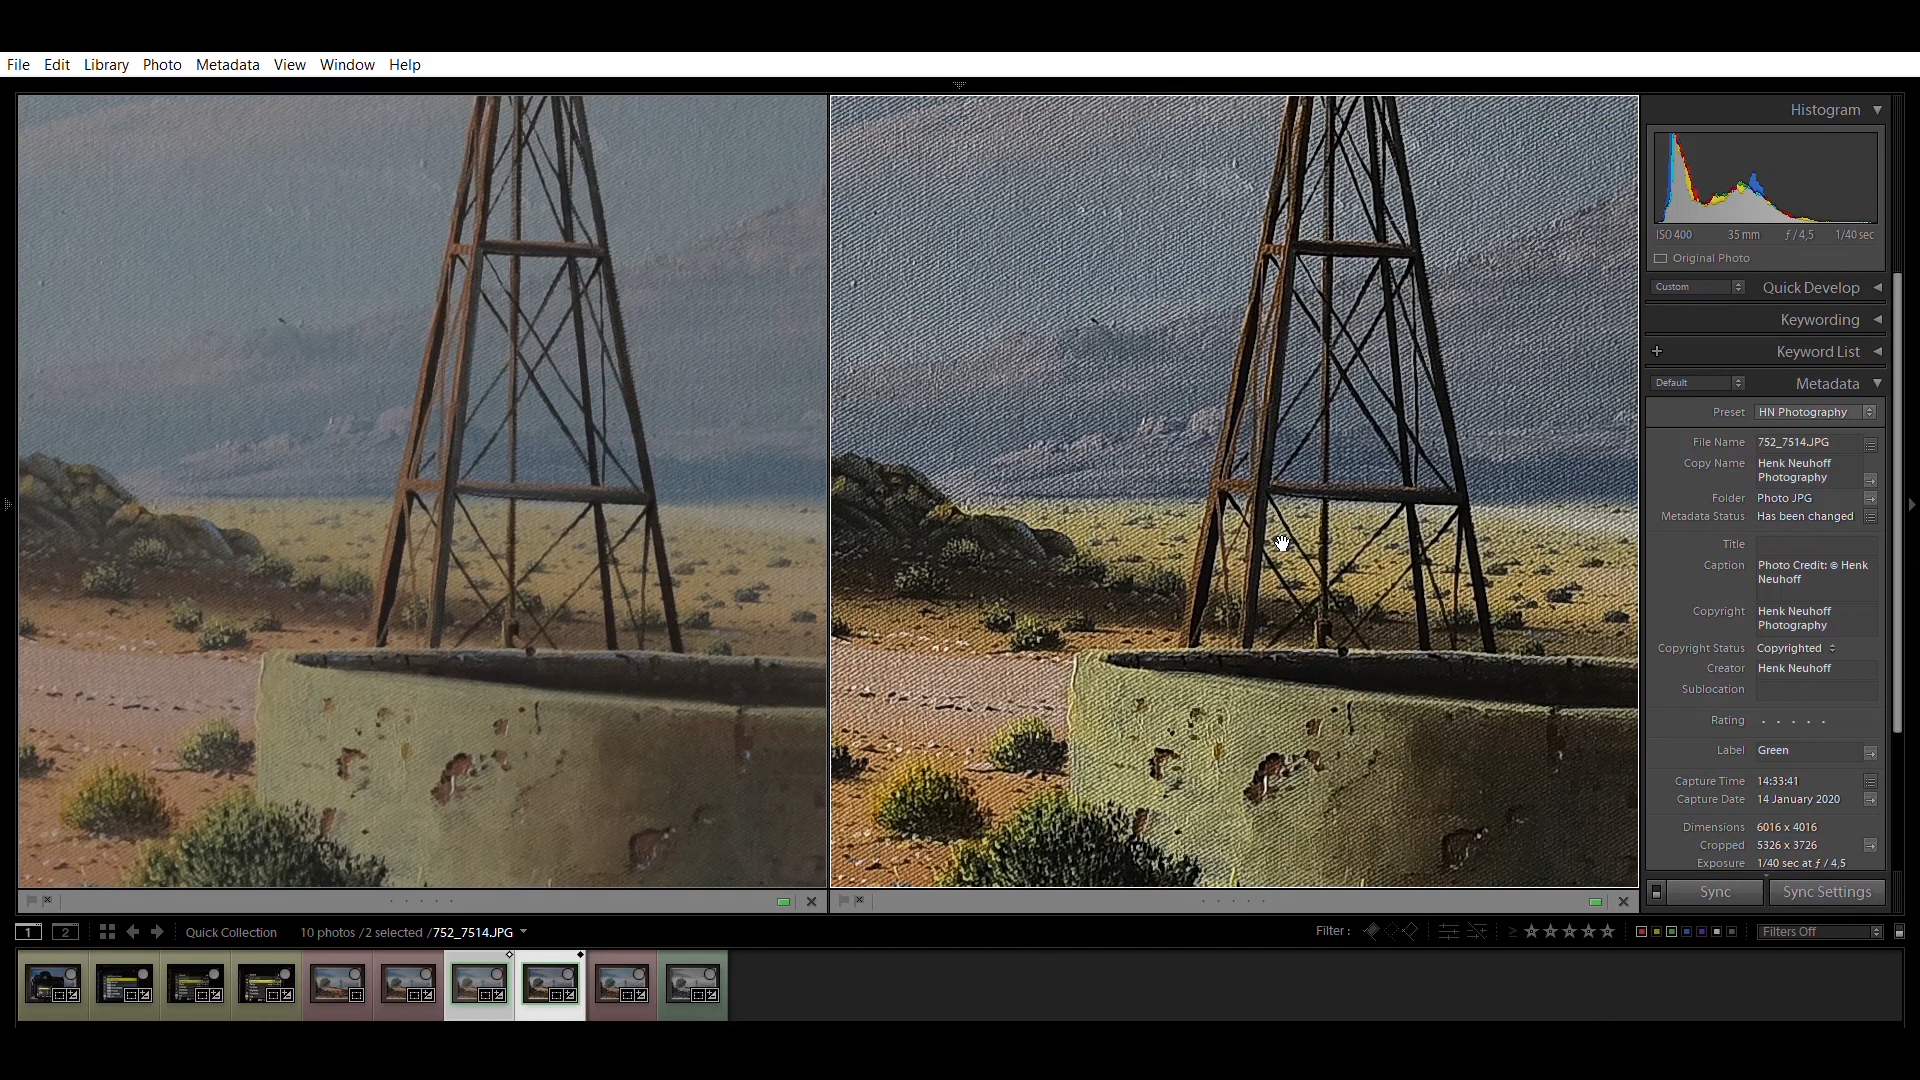 File Edit Library Photo Metadata View Window Help
Histogram
ISO 400 35 mm ƒ / 4,5 1/40 sec
Original Photo
Custom Quick Develop
Keywording
+ Keyword List
Default Metadata
Preset HN Photography
File Name 752_7514.JPG
Copy Name Henk Neuhoff
Photography
Folder Photo JPG
Metadata Status Has been changed
Title
Caption Photo Credit: © Henk
Neuhoff
Copyright Henk Neuhoff
Photography
Copyright Status Copyrighted
Creator Henk Neuhoff
Sublocation
Rating
Label Green
Capture Time 14:33:41
Capture Date 14 January 2020
Dimensions 6016 x 4016
Cropped 5326 x 3726
Exposure 1/40 sec at ƒ / 4,5
Sync Sync Settings
1 2 Quick Collection 10 photos /2 selected /752_7514.JPG Filter : Filters Off